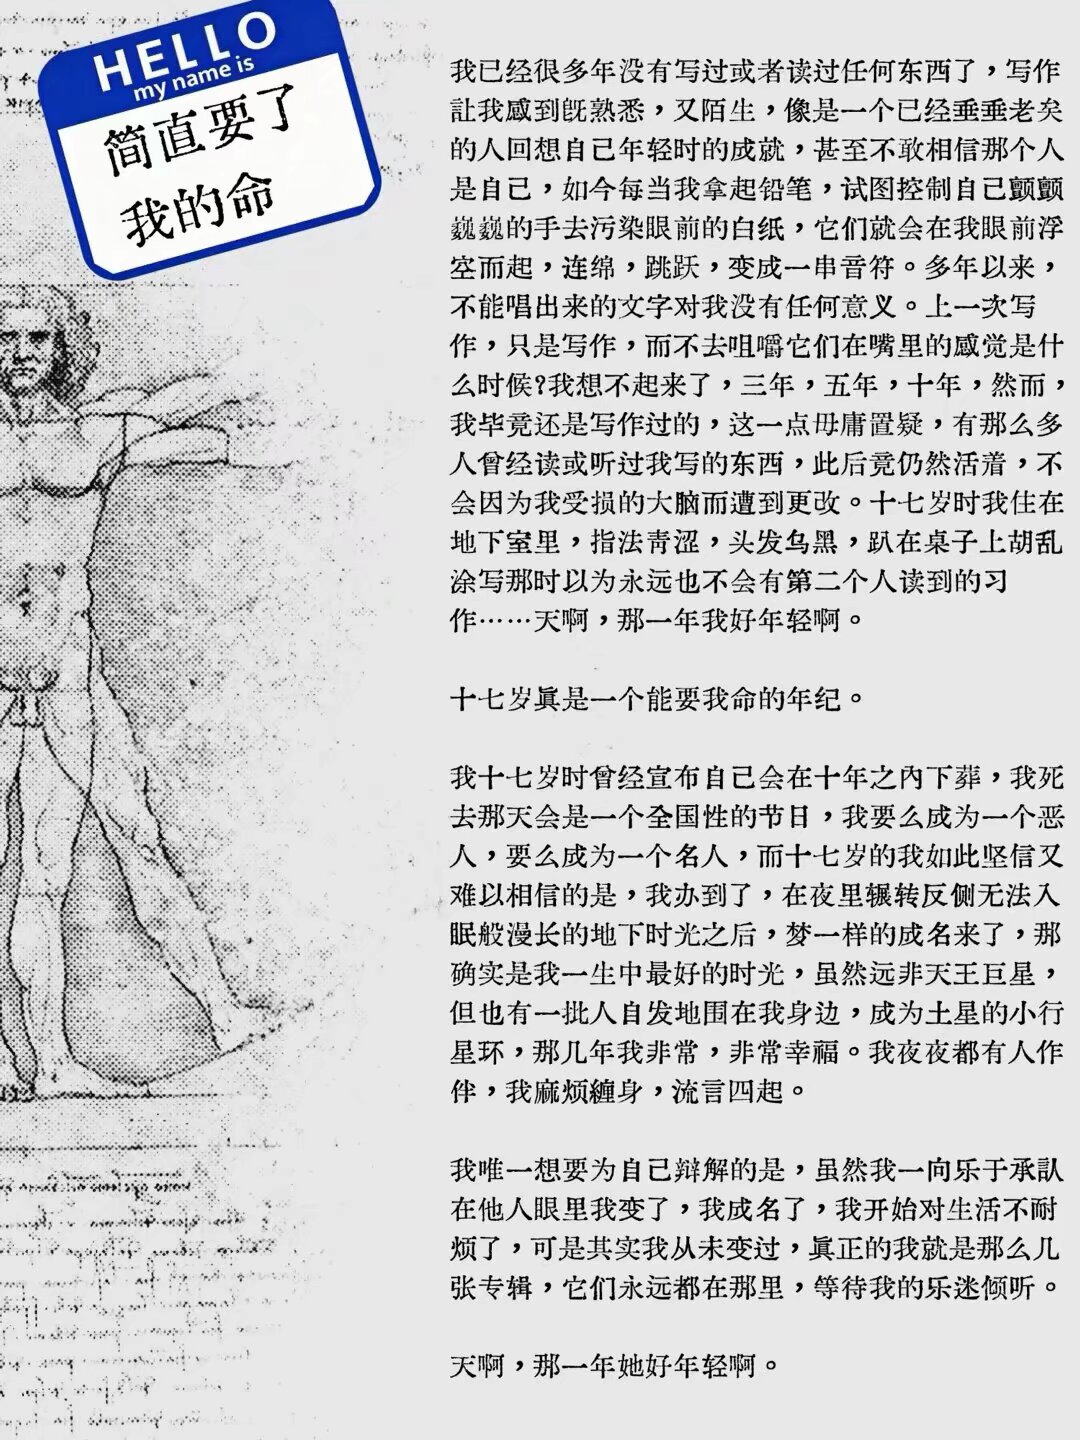 HELLO
my name is
简直要了
我的命
我已经很多年没有写过或者读过任何东西了，写作
訁我感到旣熟悉，又陌生，像是一个已经垂垂老矣
的人回想自己年轻时的成就，甚至不敢相信那个人
是自己，如今每当我拿起铅笔，试图控制自己颤颤
巍巍的手去污染眼前的白纸，它们就会在我眼前浮
空而起，连绵，跳跃，变成一串音符。多年以来，
不能唱出来的文字对我没有任何意义。上一次写
作，只是写作，而不去咀嚼它们在嘴里的感觉是什
么时候?我想不起来了，三年，五年，十年，然而，
我毕竟还是写作过的，这一点毋庸置疑，有那么多
人曾经读或听过我写的东西，此后竟仍然活着，不
会因为我受损的大脑而遭到更改。十七岁时我住在
地下室里，指法靑涩，头发乌黑，趴在桌子上胡乱
涂写那时以为永远也不会有第二个人读到的习
作……天啊，那一年我好年轻啊。
十七岁眞是一个能要我命的年纪。
我十七岁时曾经宣布自己会在十年之内下葬，我死
去那天会是一个全国性的节日，我要么成为一个恶
人，要么成为一个名人，而十七岁的我如此坚信又
难以相信的是，我办到了，在夜里辗转反侧无法入
眠般漫长的地下时光之后，梦一样的成名来了，那
确实是我一生中最好的时光，虽然远非天王巨星，
但也有一批人自发地围在我身边，成为土星的小行
星环，那几年我非常，非常幸福。我夜夜都有人作
伴，我麻烦纏身，流言四起。
我唯一想要为自己辩解的是，虽然我一向乐于承认
在他人眼里我变了，我成名了，我开始对生活不耐
烦了，可是其实我从未变过，眞正的我就是那么几
张专辑，它们永远都在那里，等待我的乐迷倾听。
天啊，那一年她好年轻啊。